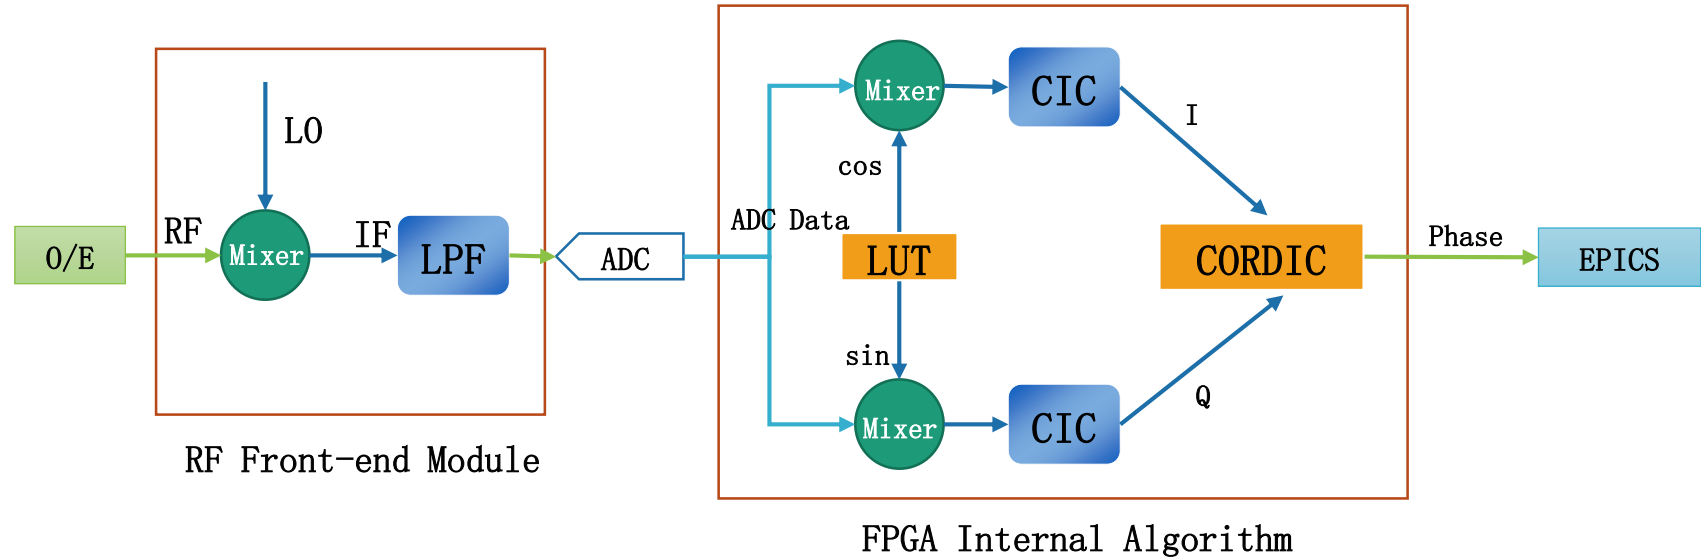 O/E
RF
LO
Mixer
IF
LPF
RF Front-end Module
ADC
ADC Data
Mixer
cos
LUT
sin
Mixer
CIC
CIC
I
Q
CORDIC
FPGA Internal Algorithm
Phase
EPICS